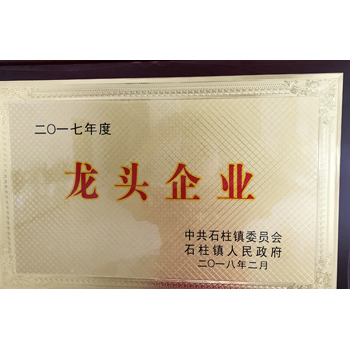 二〇一七年度
龙头企业
中共石柱镇委员会
石柱镇人民政府
二〇一八年二月